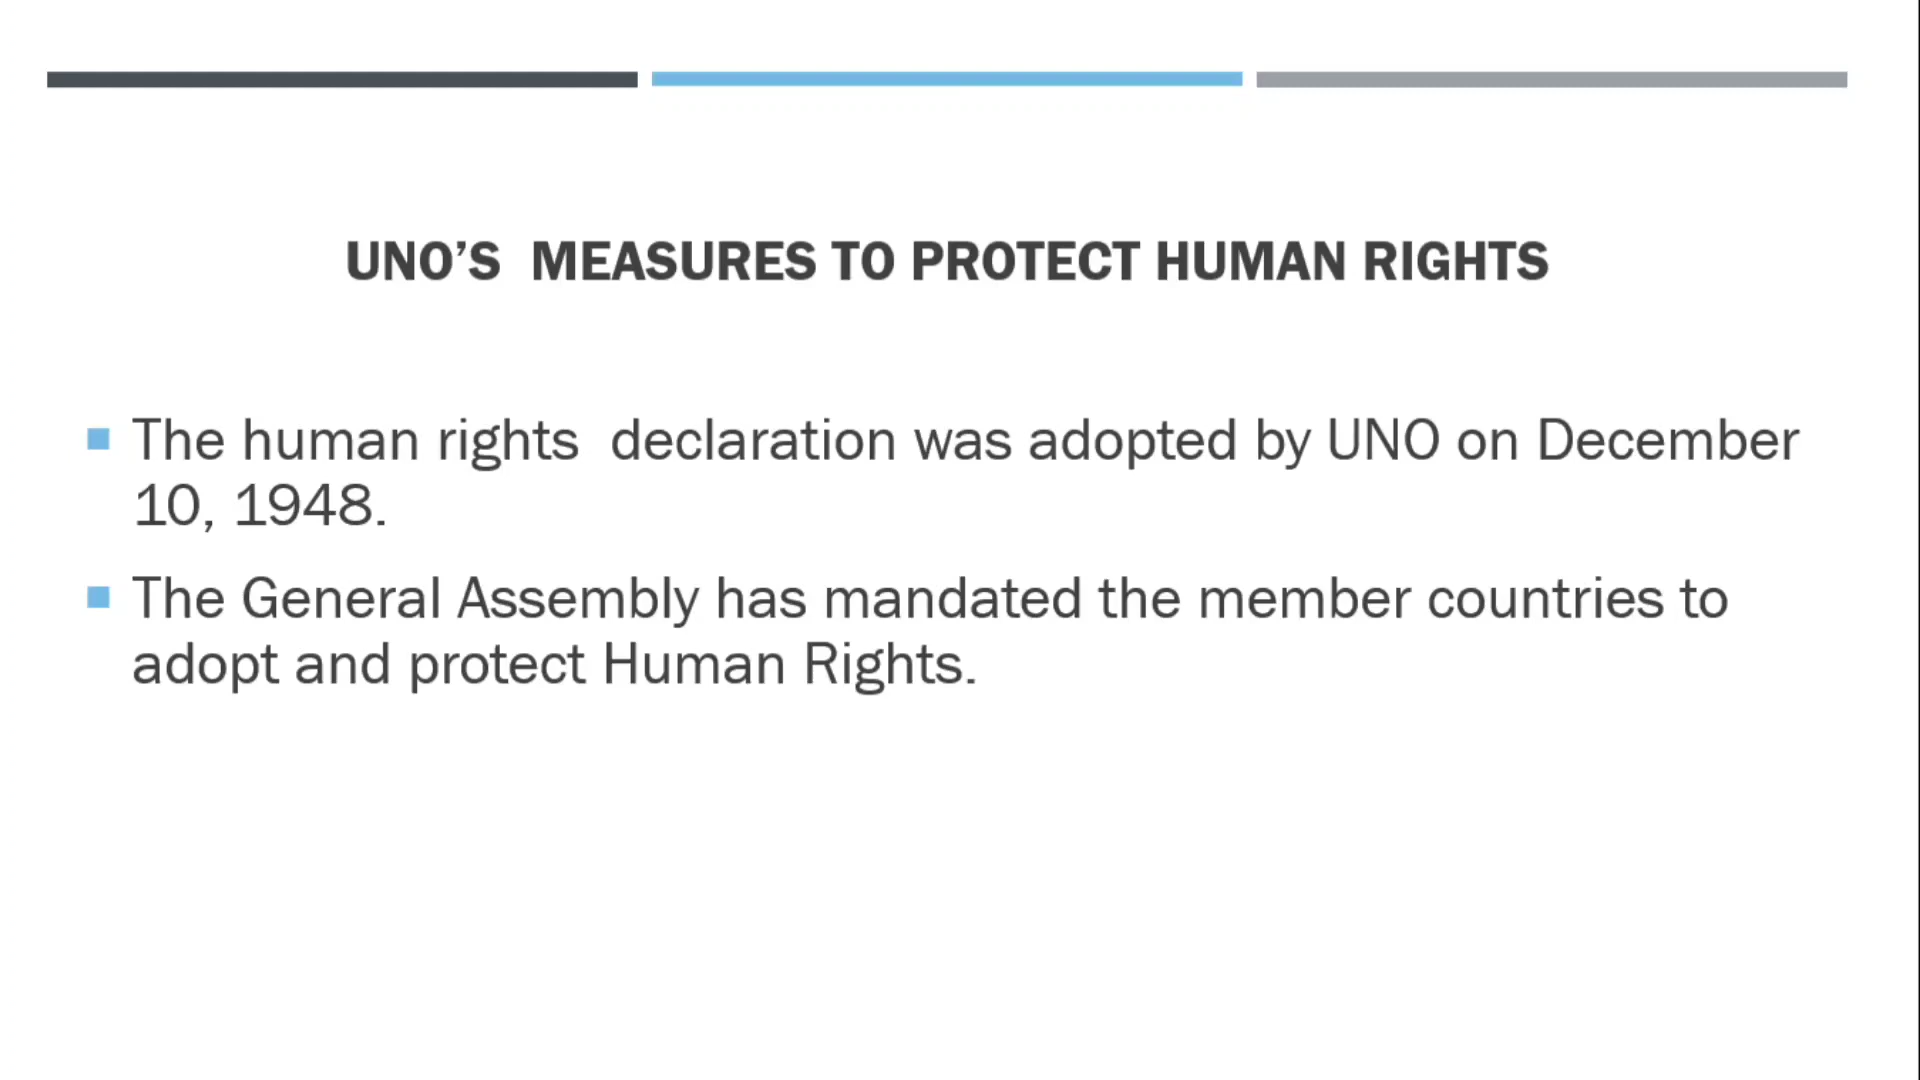 UNO’S  MEASURES TO PROTECT HUMAN RIGHTS
The human rights  declaration was adopted by UNO on December
10, 1948.
The General Assembly has mandated the member countries to
adopt and protect Human Rights.